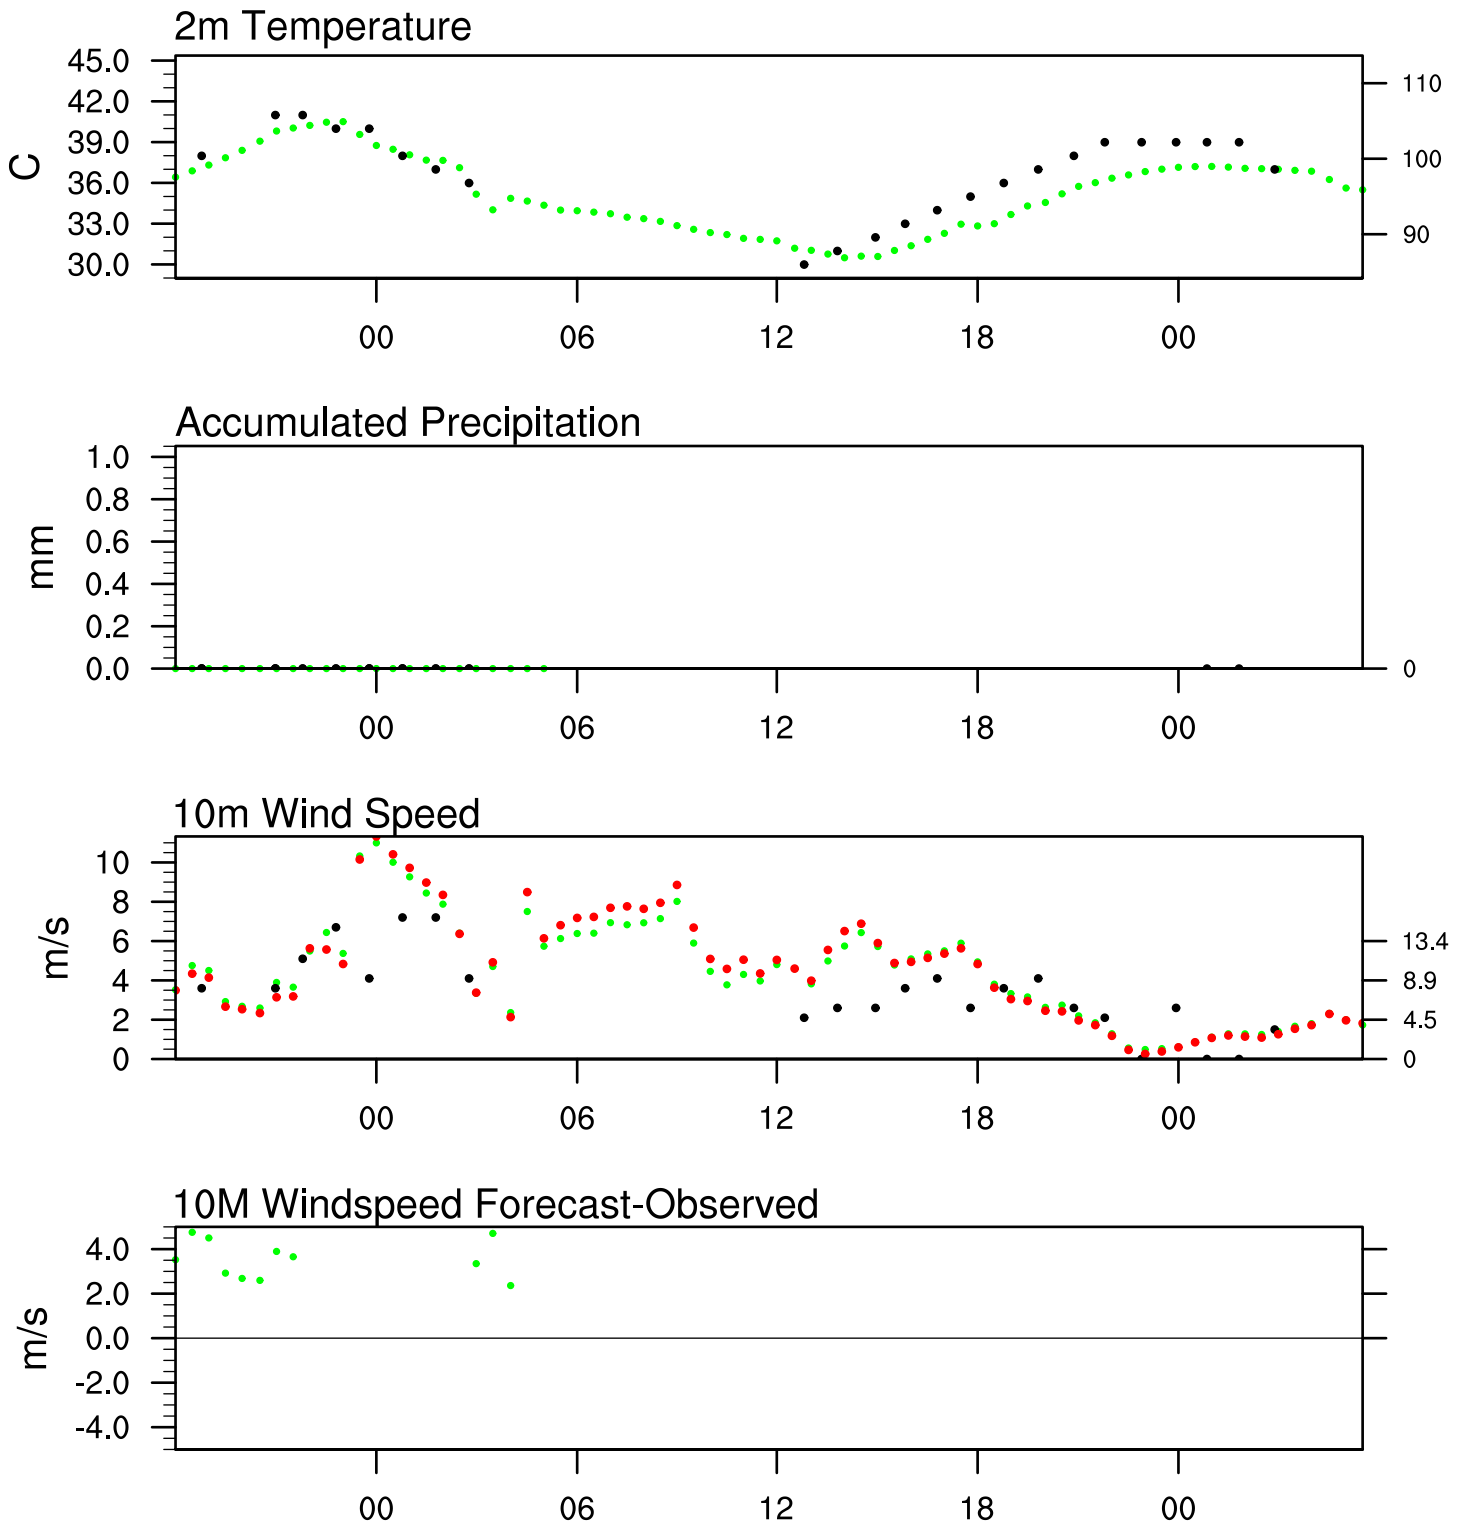 2m Temperature
45.0
42.0
39.0
36.0
33.0
30.0
C
110
100
90
00 06 12 18 00
Accumulated Precipitation
1.0
0.8
0.6
0.4
0.2
0.0
mm
0
00 06 12 18 00
10m Wind Speed
10
8
6
4
2
0
m/s
13.4
8.9
4.5
0
00 06 12 18 00
10M Windspeed Forecast-Observed
4.0
2.0
0.0
-2.0
-4.0
m/s
00 06 12 18 00